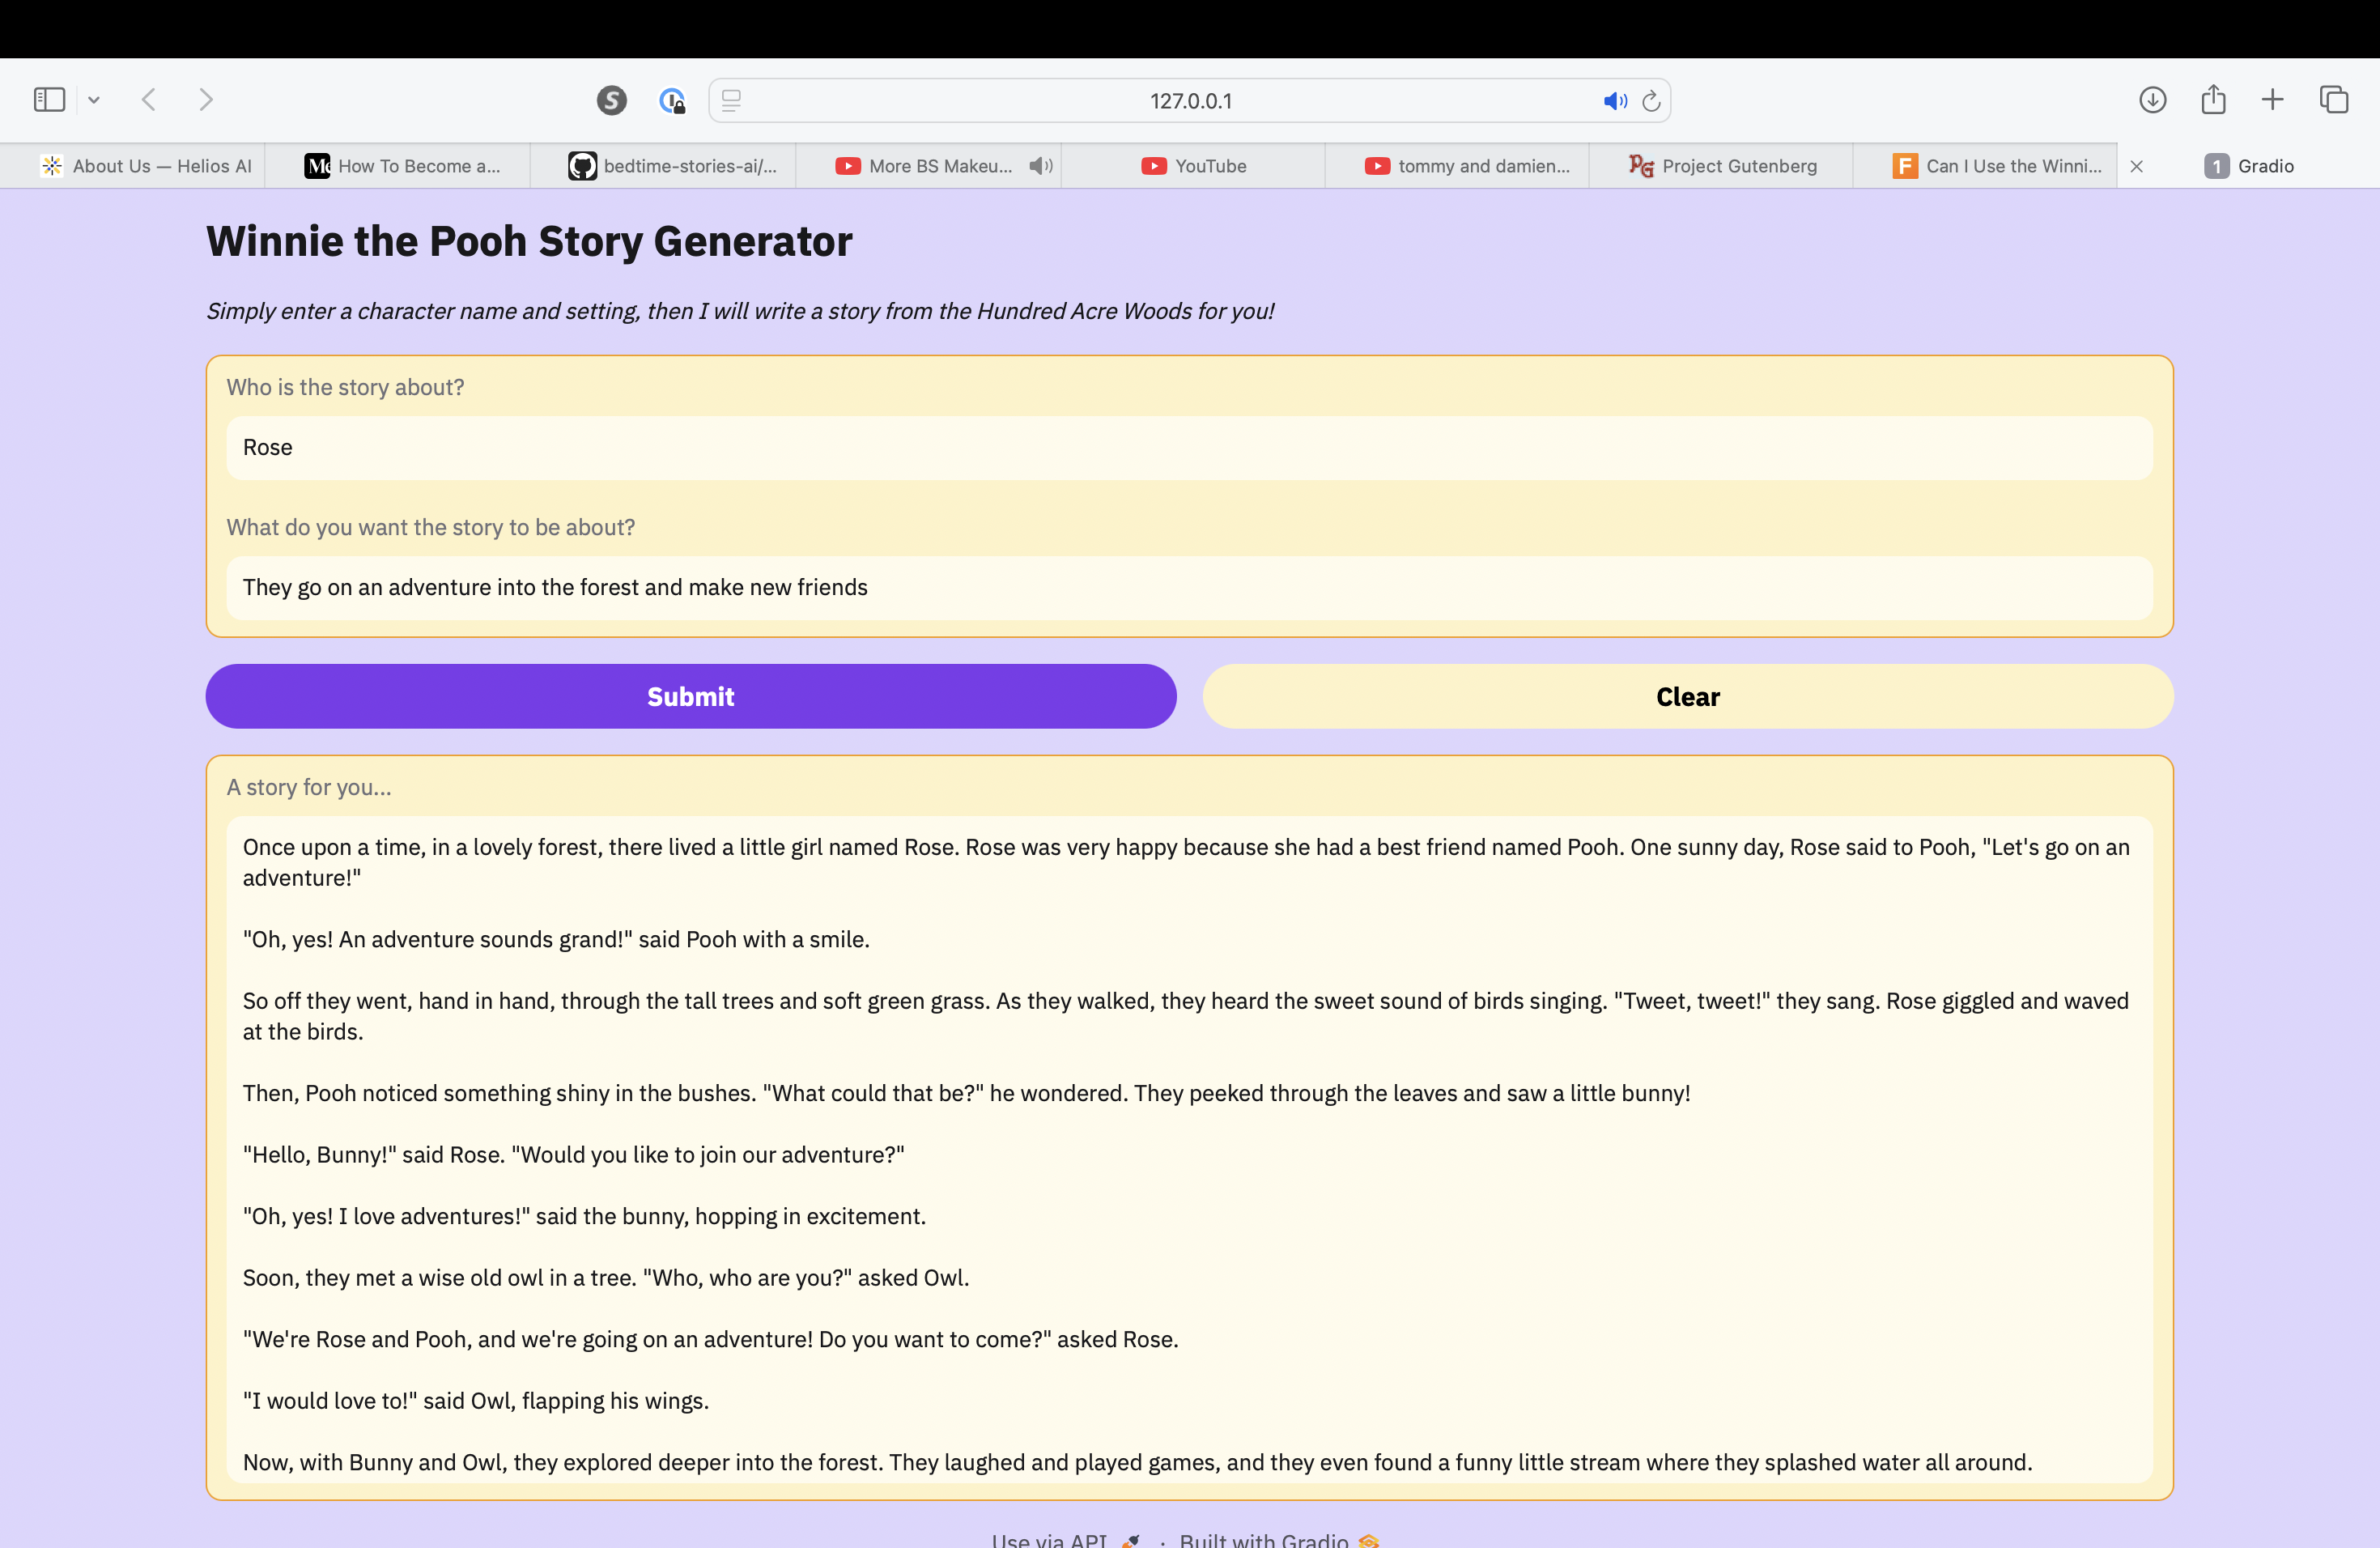 127.0.0.1
About Us — Helios AI
How To Become a...
bedtime-stories-ai/...
More BS Makeu...
YouTube
tommy and damien...
Project Gutenberg
Can I Use the Winni...
1 Gradio
Winnie the Pooh Story Generator
Simply enter a character name and setting, then I will write a story from the Hundred Acre Woods for you!
Who is the story about?
Rose
What do you want the story to be about?
They go on an adventure into the forest and make new friends
Submit
Clear
A story for you...
Once upon a time, in a lovely forest, there lived a little girl named Rose. Rose was very happy because she had a best friend named Pooh. One sunny day, Rose said to Pooh, "Let's go on an
adventure!"
"Oh, yes! An adventure sounds grand!" said Pooh with a smile.
So off they went, hand in hand, through the tall trees and soft green grass. As they walked, they heard the sweet sound of birds singing. "Tweet, tweet!" they sang. Rose giggled and waved
at the birds.
Then, Pooh noticed something shiny in the bushes. "What could that be?" he wondered. They peeked through the leaves and saw a little bunny!
"Hello, Bunny!" said Rose. "Would you like to join our adventure?"
"Oh, yes! I love adventures!" said the bunny, hopping in excitement.
Soon, they met a wise old owl in a tree. "Who, who are you?" asked Owl.
"We're Rose and Pooh, and we're going on an adventure! Do you want to come?" asked Rose.
"I would love to!" said Owl, flapping his wings.
Now, with Bunny and Owl, they explored deeper into the forest. They laughed and played games, and they even found a funny little stream where they splashed water all around.
Use via API · Built with Gradio